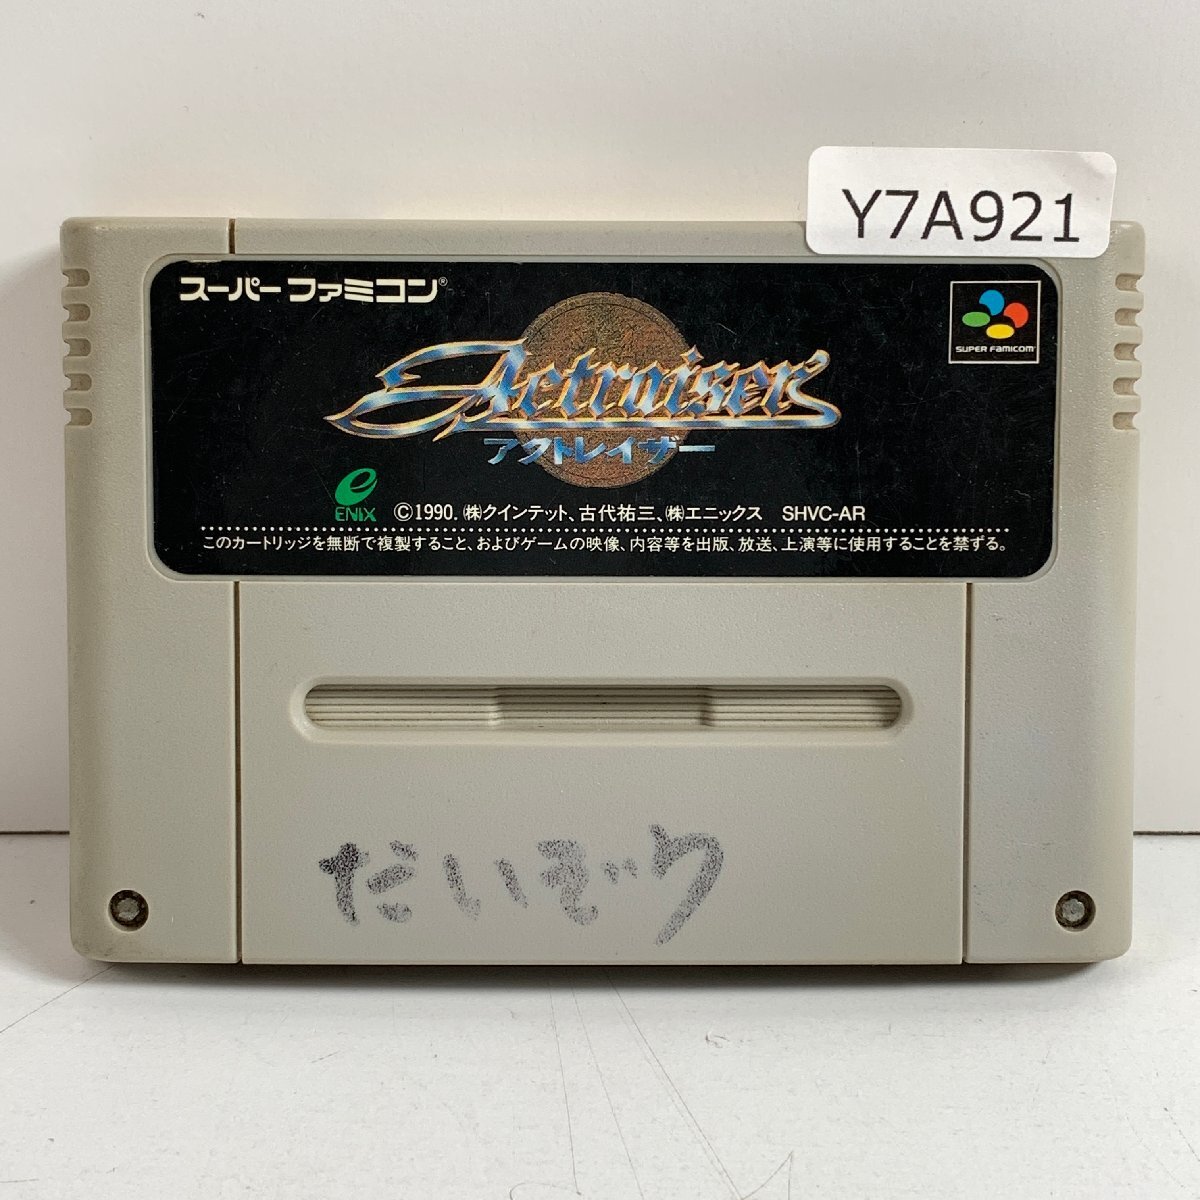 Y7A921
スーパーファミコン®
SUPER FAMICOM
Actraiser
アクトレイザー
ENIX ©1990. ㈱クインテット、古代祐三、㈱エニックス SHVC-AR
このカートリッジを無断で複製すること、およびゲームの映像、内容等を出版、放送、上演等に使用することを禁ずる。
だいぞっク